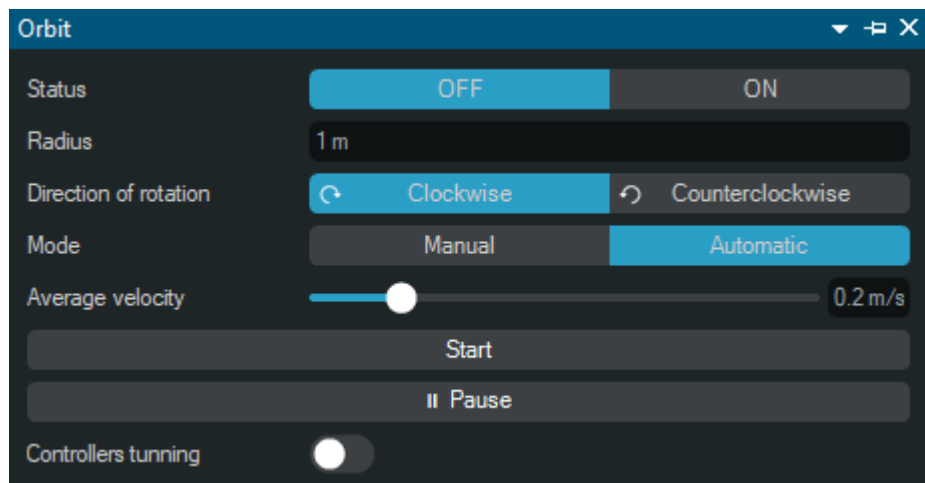 Orbit
Status OFF ON
Radius 1 m
Direction of rotation Clockwise Counterclockwise
Mode Manual Automatic
Average velocity 0.2 m/s
Start
Pause
Controllers tunning